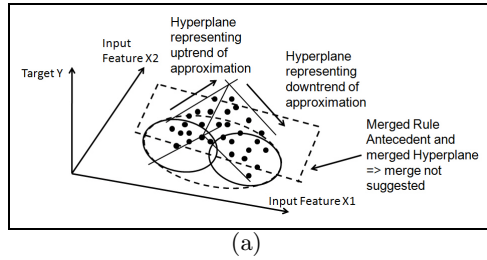 Hyperplane
representing
uptrend of
approximation
Input
Feature X2
Target Y
Hyperplane
representing
downtrend of
approximation
Merged Rule
Antecedent and
merged Hyperplane
=> merge not
suggested
Input Feature X1
(a)